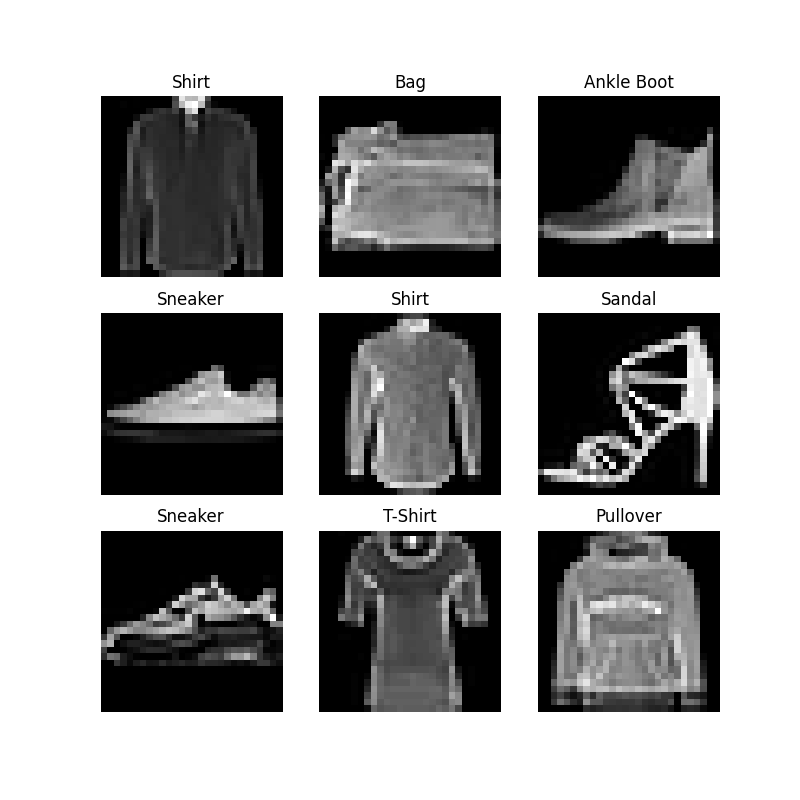 Shirt
Bag
Ankle Boot
Sneaker
Shirt
Sandal
Sneaker
T-Shirt
Pullover